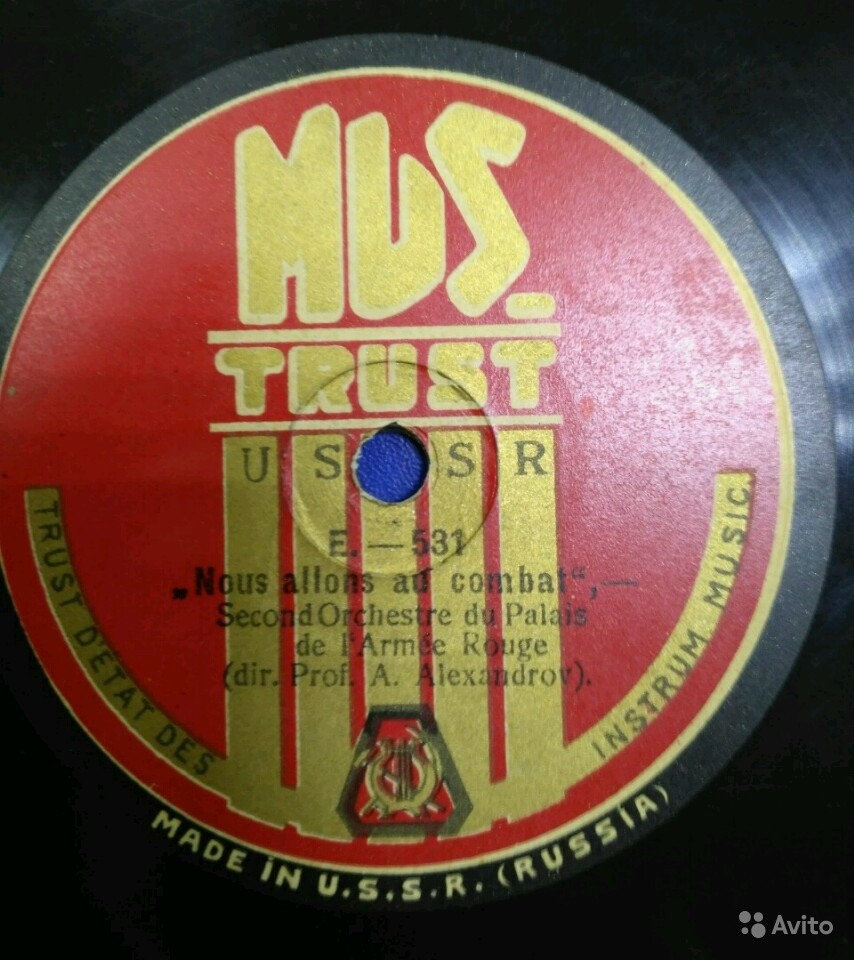 MUS.
TRUST
U S S R
E. — 531
„Nous allons au combat“, —
Second Orchestre du Palais
de l'Armée Rouge
(dir. Prof. A. Alexandrov).
TRUST D'ÉTAT DES
INSTRUM MUSIC.
MADE IN U.S.S.R. (RUSSIA)
Avito